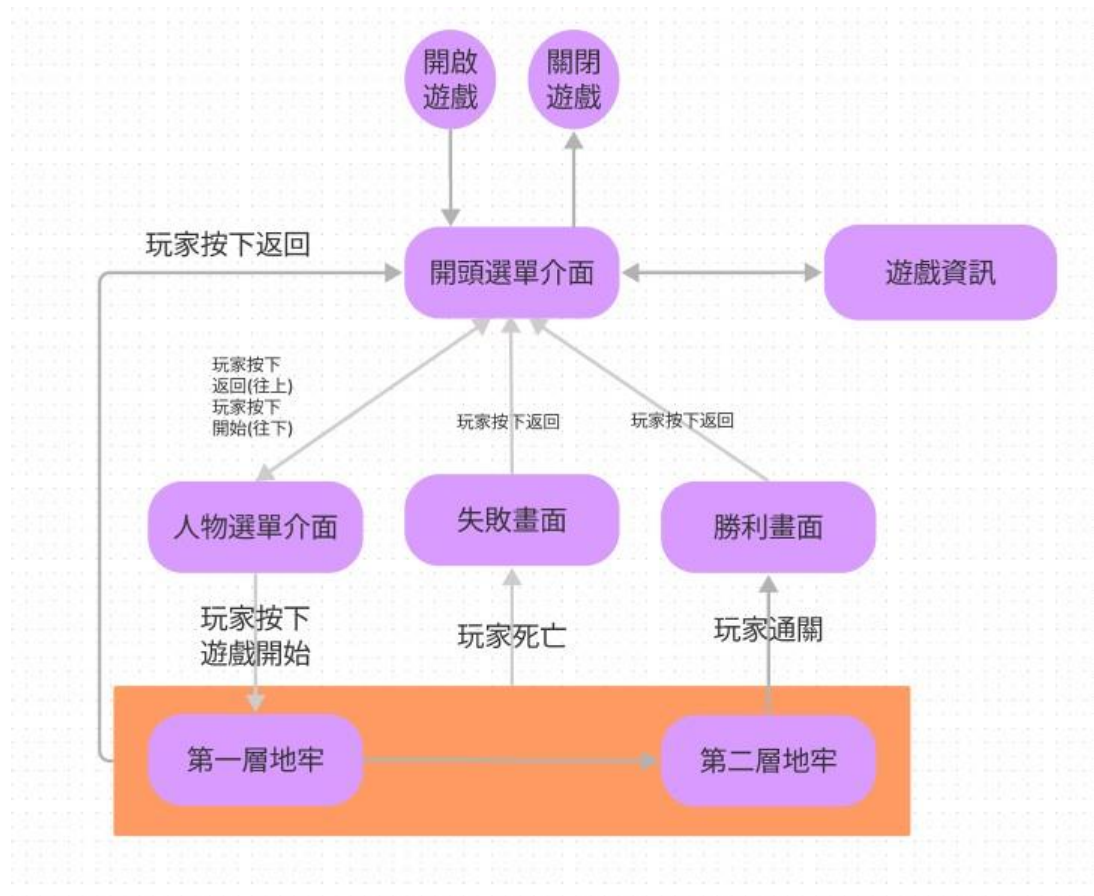 開啟
遊戲
關閉
遊戲
玩家按下返回
開頭選單介面
遊戲資訊
玩家按下
返回(往上)
玩家按下
開始(往下)
玩家按下返回
玩家按下返回
人物選單介面
失敗畫面
勝利畫面
玩家按下
遊戲開始
玩家死亡
玩家通關
第一層地牢
第二層地牢